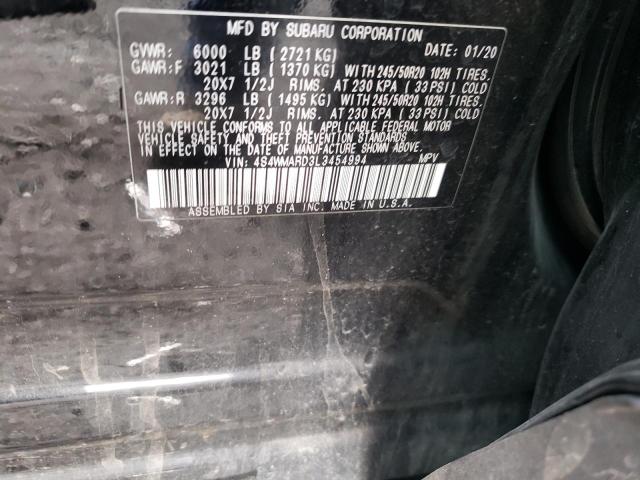 MFD BY SUBARU CORPORATION
GVWR: 6000 LB ( 2721 KG) DATE: 01/20
GAWR:F 3021 LB ( 1370 KG) WITH 245/50R20 102H TIRES.
20X7 1/2J RIMS. AT 230 KPA ( 33 PSI) COLD
GAWR:R 3296 LB ( 1495 KG) WITH 245/50R20 102H TIRES.
20X7 1/2J RIMS. AT 230 KPA ( 33 PSI) COLD
THIS VEHICLE CONFORMS TO ALL APPLICABLE FEDERAL MOTOR
VEHICLE SAFETY AND THEFT PREVENTION STANDARDS
IN EFFECT ON THE DATE OF MANUFACTURE SHOWN ABOVE.
VIN: 4S4WMARD3L3454994 MPV
ASSEMBLED BY SIA INC. MADE IN U.S.A.